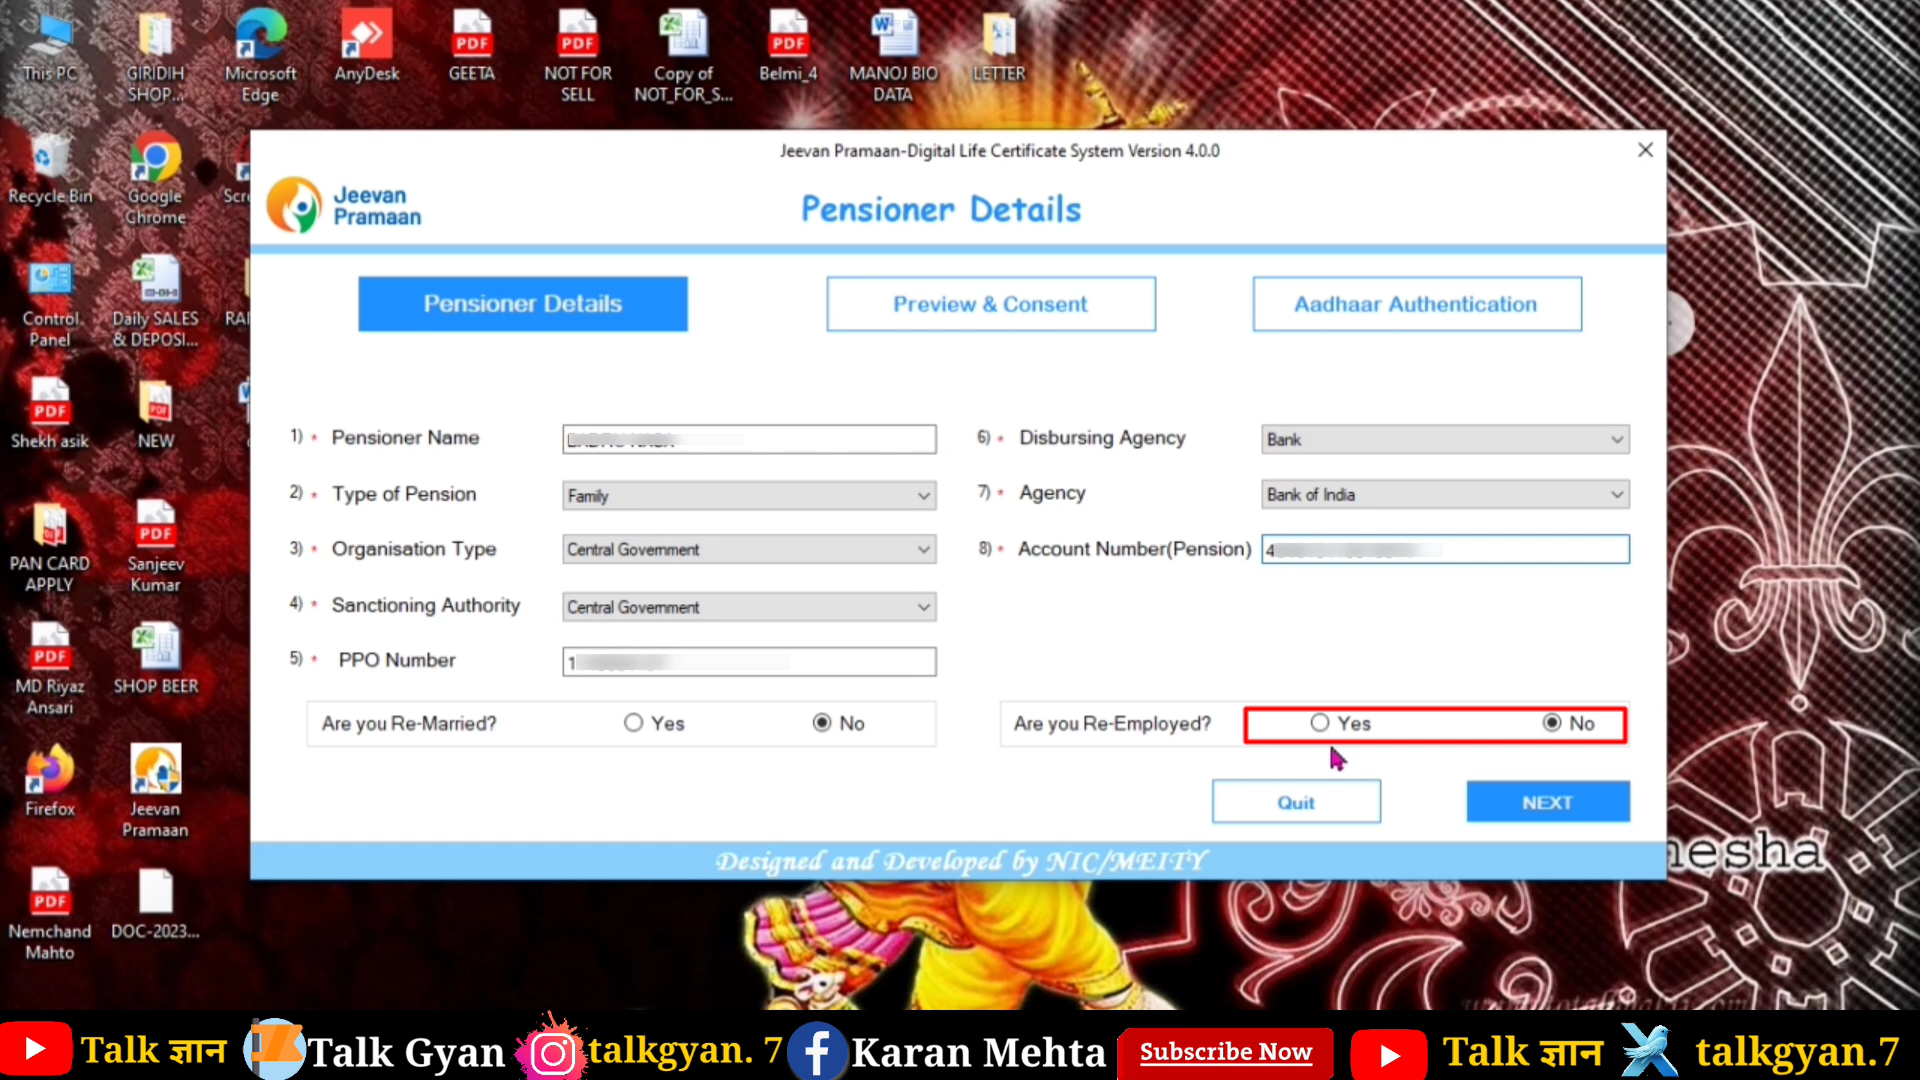 This PC
GIRIDIH SHOP...
Microsoft Edge
AnyDesk
GEETA
NOT FOR SELL
Copy of NOT_FOR_S...
Belmi_4
MANOJ BIO DATA
LETTER
Recycle Bin
Google Chrome
Control Panel
Daily SALES & DEPOSI...
Shekh asik
NEW
PAN CARD APPLY
Sanjeev Kumar
MD Riyaz Ansari
SHOP BEER
Firefox
Jeevan Pramaan
Nemchand Mahto
DOC-2023...
Jeevan Pramaan-Digital Life Certificate System Version 4.0.0
Jeevan
Pramaan
Pensioner Details
Pensioner Details
Preview & Consent
Aadhaar Authentication
1) * Pensioner Name
6) * Disbursing Agency Bank
2) * Type of Pension Family
7) * Agency Bank of India
3) * Organisation Type Central Government
8) * Account Number(Pension) 4
4) * Sanctioning Authority Central Government
5) * PPO Number 1
Are you Re-Married? Yes No
Are you Re-Employed? Yes No
Quit
NEXT
Designed and Developed by NIC/MEITY
nesha
Talk ज्ञान
Talk Gyan
talkgyan. 7
Karan Mehta
Subscribe Now
Talk ज्ञान
talkgyan.7